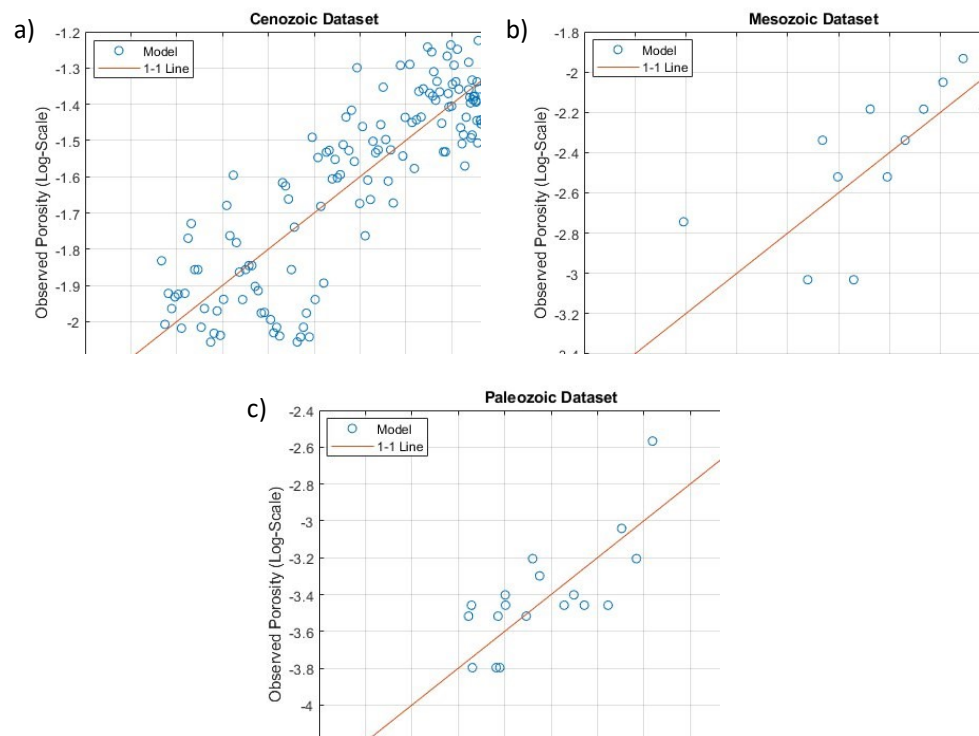 a)
Cenozoic Dataset
Model
1-1 Line
-1.2
-1.3
-1.4
-1.5
-1.6
-1.7
-1.8
-1.9
-2
Observed Porosity (Log-Scale)
b)
Mesozoic Dataset
Model
1-1 Line
-1.8
-2
-2.2
-2.4
-2.6
-2.8
-3
-3.2
Observed Porosity (Log-Scale)
c)
Paleozoic Dataset
Model
1-1 Line
-2.4
-2.6
-2.8
-3
-3.2
-3.4
-3.6
-3.8
-4
Observed Porosity (Log-Scale)